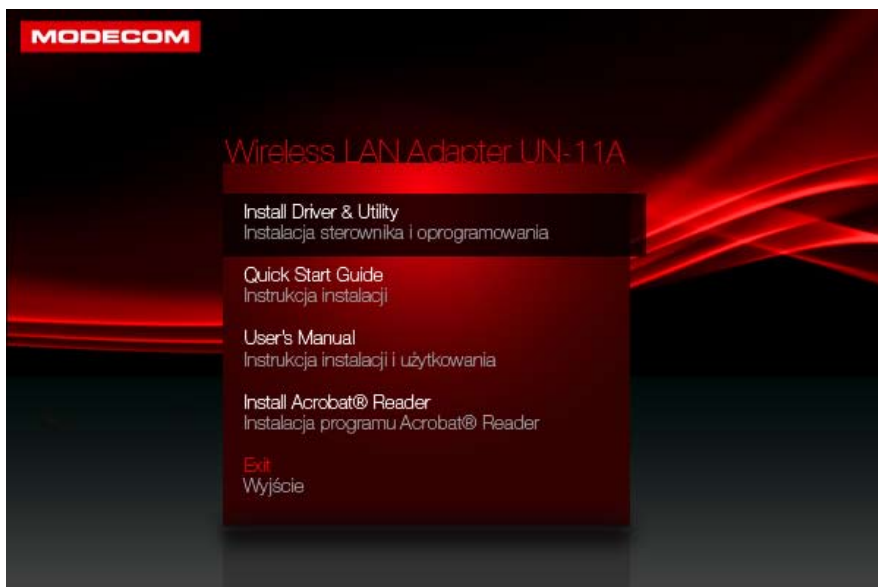 MODECOM
Wireless LAN Adapter UN-11A
Install Driver & Utility
Instalacja sterownika i oprogramowania
Quick Start Guide
Instrukcja instalacji
User's Manual
Instrukcja instalacji i użytkowania
Install Acrobat® Reader
Instalacja programu Acrobat® Reader
Exit
Wyjście